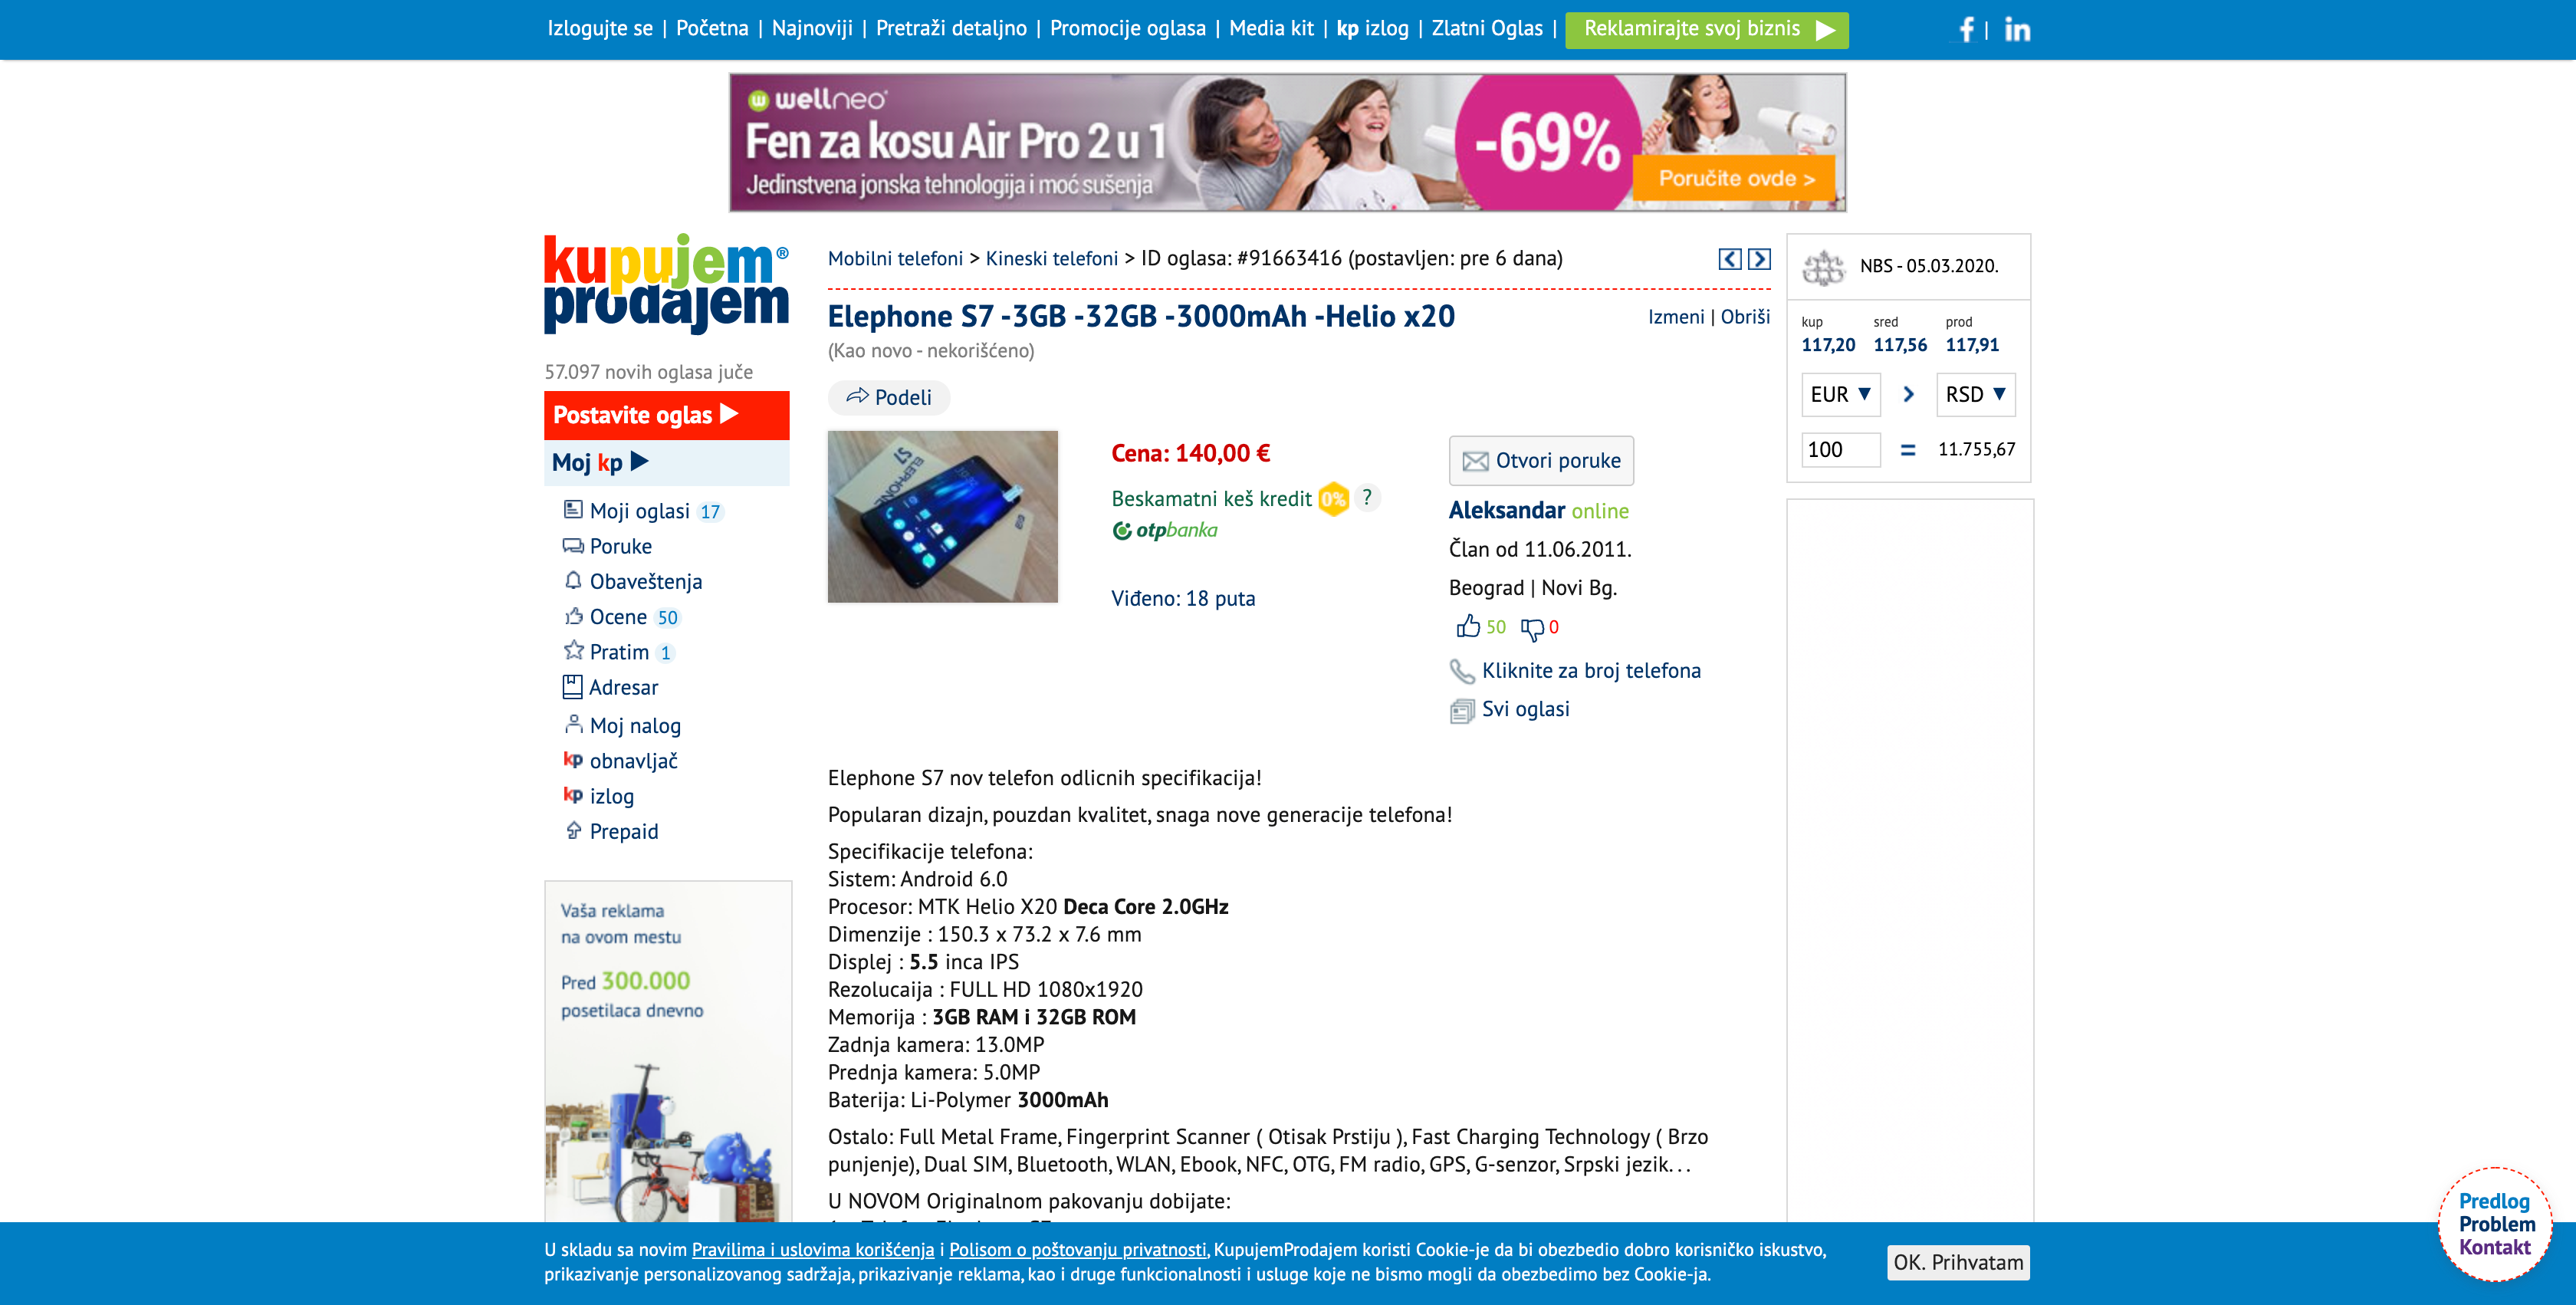 Izlogujte se | Početna | Najnoviji | Pretraži detaljno | Promocije oglasa | Media kit | kp izlog | Zlatni Oglas | Reklamirajte svoj biznis
wellneo
Fen za kosu Air Pro 2 u 1
Jedinstvena jonska tehnologija i moć sušenja
-69%
Poručite ovde >
kupujem
prodajem
57.097 novih oglasa juče
Postavite oglas
Moj kp
Moji oglasi 17
Poruke
Obaveštenja
Ocene 50
Pratim 1
Adresar
Moj nalog
kp obnavljač
kp izlog
Prepaid
Vaša reklama
na ovom mestu
Pred 300.000
posetilaca dnevno
Mobilni telefoni > Kineski telefoni > ID oglasa: #91663416 (postavljen: pre 6 dana)
Elephone S7 -3GB -32GB -3000mAh -Helio x20
Izmeni | Obriši
(Kao novo - nekorišćeno)
Podeli
S7
ELEPHONE
Cena: 140,00 €
Beskamatni keš kredit 0% ?
otpbanka
Viđeno: 18 puta
Otvori poruke
Aleksandar online
Član od 11.06.2011.
Beograd | Novi Bg.
50 0
Kliknite za broj telefona
Svi oglasi
Elephone S7 nov telefon odlicnih specifikacija!
Popularan dizajn, pouzdan kvalitet, snaga nove generacije telefona!
Specifikacije telefona:
Sistem: Android 6.0
Procesor: MTK Helio X20 Deca Core 2.0GHz
Dimenzije : 150.3 x 73.2 x 7.6 mm
Displej : 5.5 inca IPS
Rezolucaija : FULL HD 1080x1920
Memorija : 3GB RAM i 32GB ROM
Zadnja kamera: 13.0MP
Prednja kamera: 5.0MP
Baterija: Li-Polymer 3000mAh
Ostalo: Full Metal Frame, Fingerprint Scanner ( Otisak Prstiju ), Fast Charging Technology ( Brzo
punjenje), Dual SIM, Bluetooth, WLAN, Ebook, NFC, OTG, FM radio, GPS, G-senzor, Srpski jezik...
U NOVOM Originalnom pakovanju dobijate:
NBS - 05.03.2020.
kup sred prod
117,20 117,56 117,91
EUR > RSD
100 = 11.755,67
U skladu sa novim Pravilima i uslovima korišćenja i Polisom o poštovanju privatnosti, KupujemProdajem koristi Cookie-je da bi obezbedio dobro korisničko iskustvo,
prikazivanje personalizovanog sadržaja, prikazivanje reklama, kao i druge funkcionalnosti i usluge koje ne bismo mogli da obezbedimo bez Cookie-ja.
OK. Prihvatam
Predlog
Problem
Kontakt